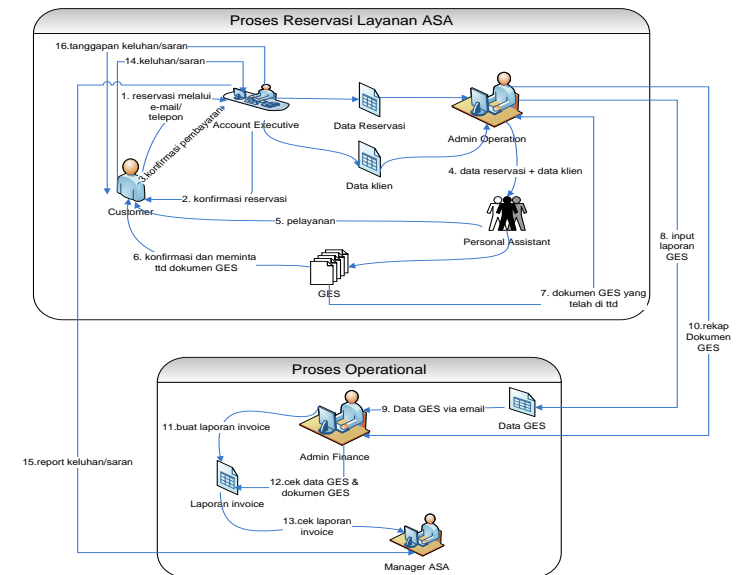 Proses Reservasi Layanan ASA
16.tanggapan keluhan/saran
14.keluhan/saran
1. reservasi melalui
e-mail/
telepon
3.konfirmasi pembayaran
Account Executive
Data Reservasi
Admin Operation
Data klien
4. data reservasi + data klien
Customer
2. konfirmasi reservasi
5. pelayanan
Personal Assistant
6. konfirmasi dan meminta
ttd dokumen GES
GES
7. dokumen GES yang
telah di ttd
8. input
laporan
GES
10.rekap
Dokumen
GES
Proses Operational
9. Data GES via email
Data GES
11.buat laporan invoice
Admin Finance
15.report keluhan/saran
12.cek data GES &
dokumen GES
Laporan invoice
13.cek laporan
invoice
Manager ASA